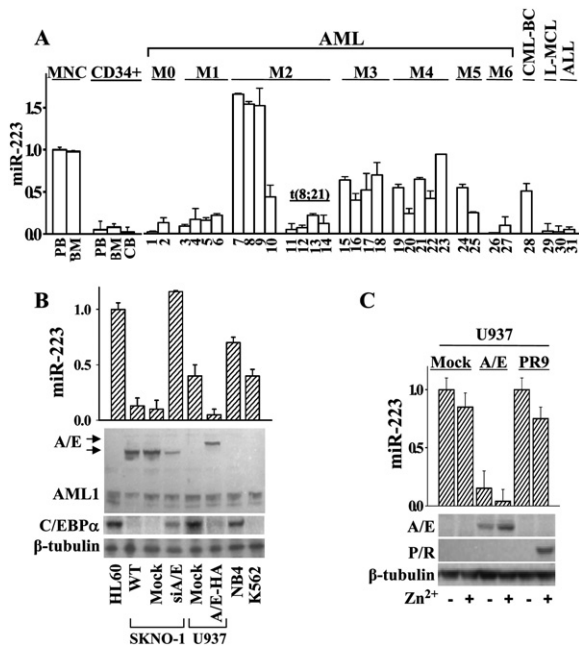 A
AML
CML-BC
L-MCL
ALL
MNC CD34+ M0 M1 M2 M3 M4 M5 M6
miR-223
1.5
1.0
0.5
0.0
t(8;21)
PB BM PB BM CB 1 2 3 4 5 6 7 8 9 10 11 12 13 14 15 16 17 18 19 20 21 22 23 24 25 26 27 28 29 30 31
B
miR-223
1.0
0.5
0
A/E
AML1
C/EBPα
β-tubulin
HL60 WT Mock siA/E Mock A/E-HA NB4 K562
SKNO-1 U937
C
U937
Mock A/E PR9
miR-223
1.0
0.5
0.0
A/E
P/R
β-tubulin
Zn2+ - + - + - +